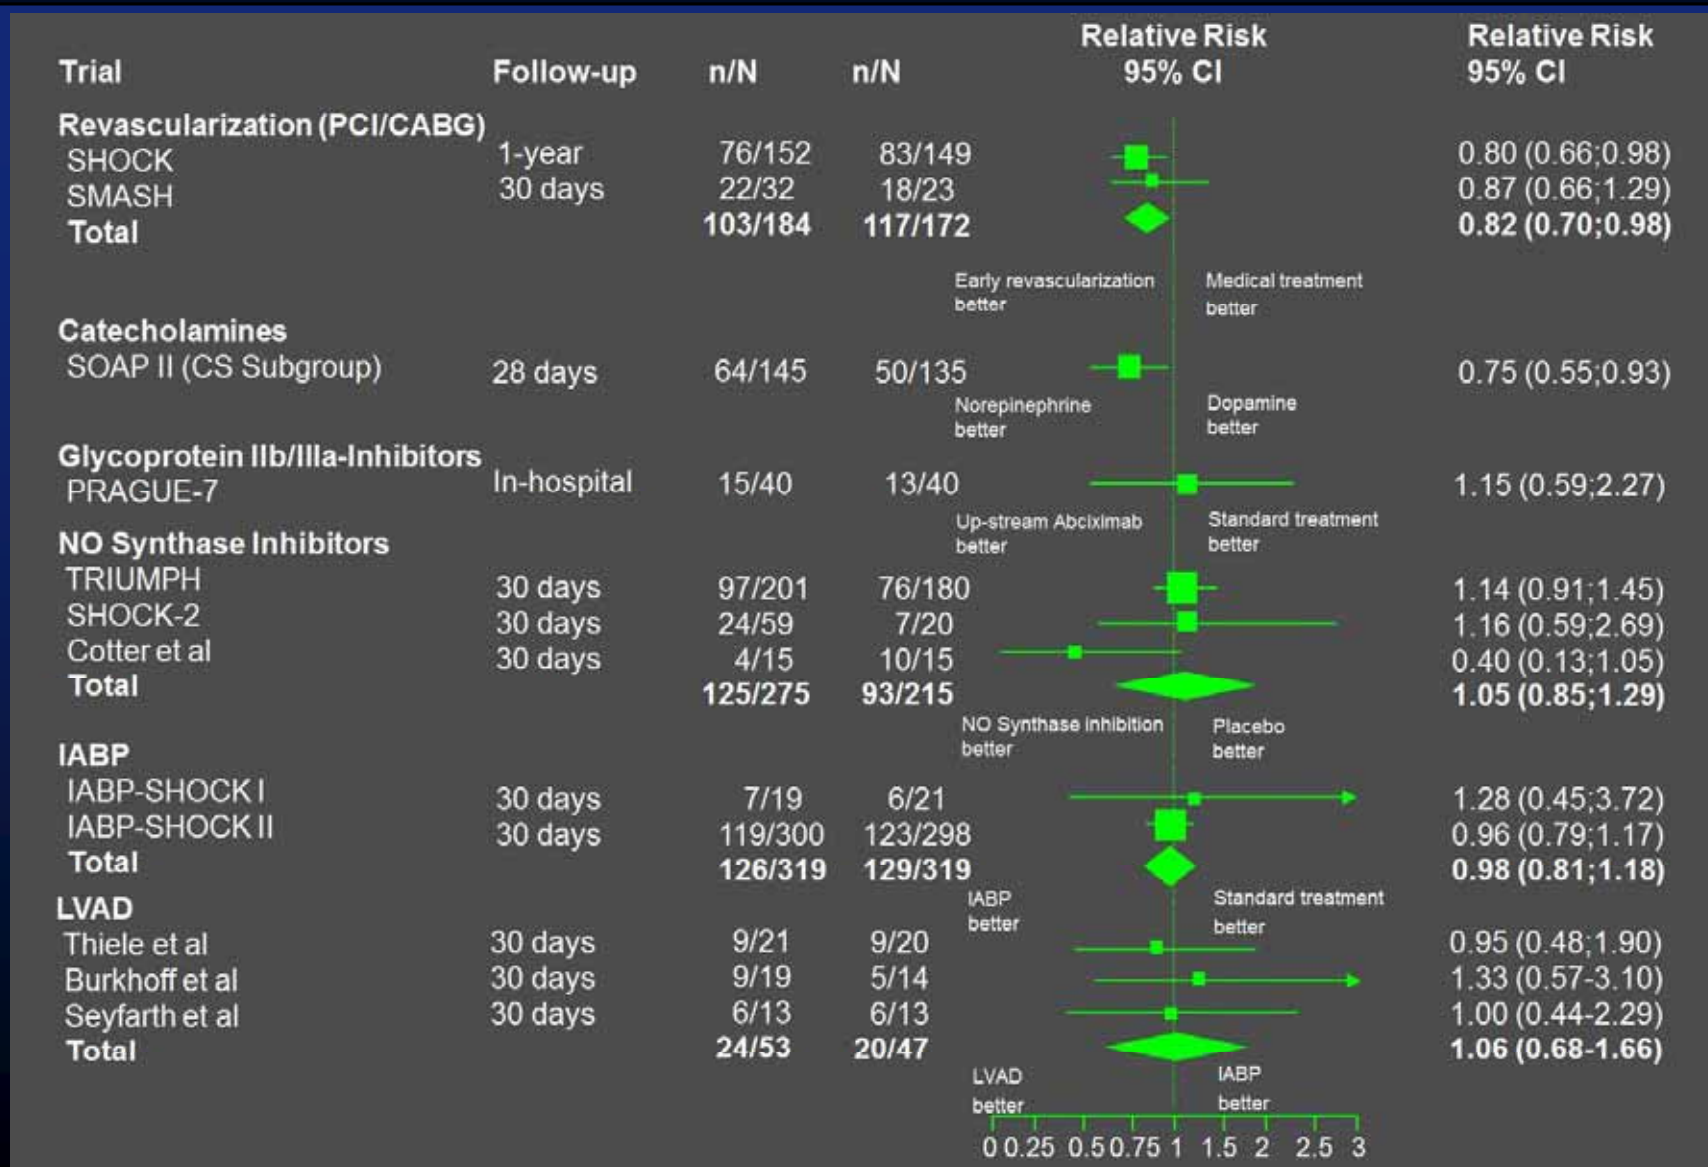 Trial Follow-up n/N n/N Relative Risk 95% CI Relative Risk 95% CI
Revascularization (PCI/CABG)
SHOCK 1-year 76/152 83/149 0.80 (0.66;0.98)
SMASH 30 days 22/32 18/23 0.87 (0.66;1.29)
Total 103/184 117/172 0.82 (0.70;0.98)
Early revascularization better Medical treatment better
Catecholamines
SOAP II (CS Subgroup) 28 days 64/145 50/135 0.75 (0.55;0.93)
Norepinephrine better Dopamine better
Glycoprotein IIb/IIIa-Inhibitors
PRAGUE-7 In-hospital 15/40 13/40 1.15 (0.59;2.27)
Up-stream Abciximab better Standard treatment better
NO Synthase Inhibitors
TRIUMPH 30 days 97/201 76/180 1.14 (0.91;1.45)
SHOCK-2 30 days 24/59 7/20 1.16 (0.59;2.69)
Cotter et al 30 days 4/15 10/15 0.40 (0.13;1.05)
Total 125/275 93/215 1.05 (0.85;1.29)
NO Synthase inhibition better Placebo better
IABP
IABP-SHOCK I 30 days 7/19 6/21 1.28 (0.45;3.72)
IABP-SHOCK II 30 days 119/300 123/298 0.96 (0.79;1.17)
Total 126/319 129/319 0.98 (0.81;1.18)
IABP better Standard treatment better
LVAD
Thiele et al 30 days 9/21 9/20 0.95 (0.48;1.90)
Burkhoff et al 30 days 9/19 5/14 1.33 (0.57-3.10)
Seyfarth et al 30 days 6/13 6/13 1.00 (0.44-2.29)
Total 24/53 20/47 1.06 (0.68-1.66)
LVAD better IABP better
0 0.25 0.5 0.75 1 1.5 2 2.5 3